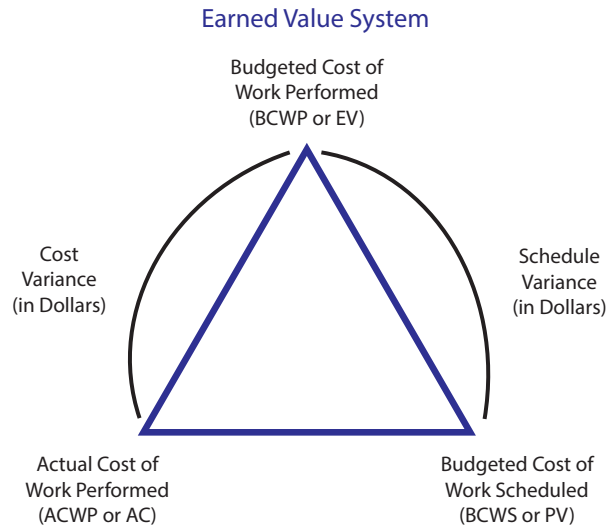 Earned Value System
Budgeted Cost of
Work Performed
(BCWP or EV)
Cost
Variance
(in Dollars)
Schedule
Variance
(in Dollars)
Actual Cost of
Work Performed
(ACWP or AC)
Budgeted Cost of
Work Scheduled
(BCWS or PV)